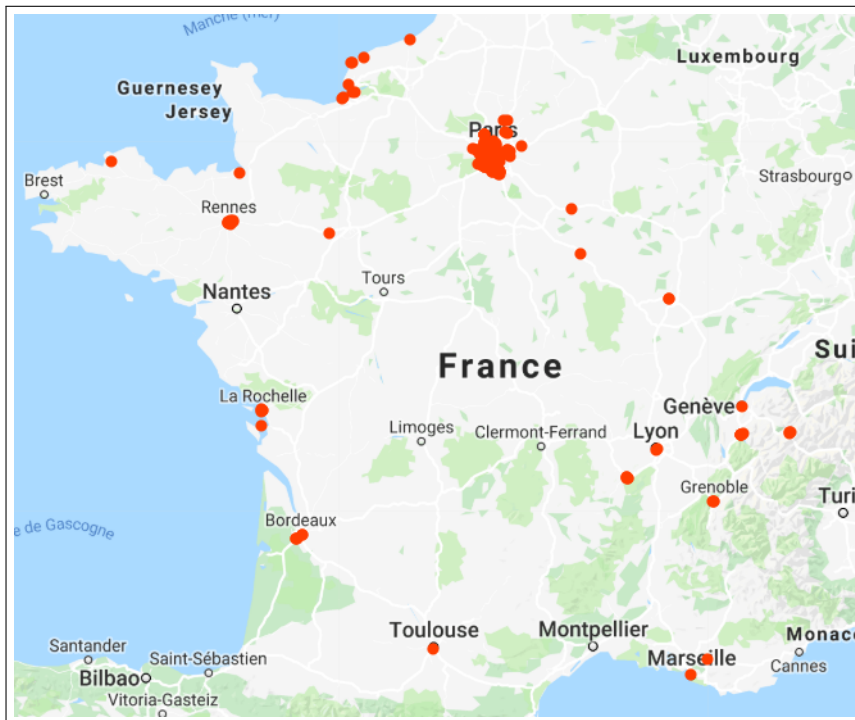 Manche (mer)
Luxembourg
Guernesey
Jersey
Paris
Strasbourg
Brest
Rennes
Tours
Nantes
Sui
France
La Rochelle
Genève
Limoges
Clermont-Ferrand
Lyon
Grenoble
Turi
e de Gascogne
Bordeaux
Toulouse
Montpellier
Monaco
Santander
Saint-Sébastien
Marseille
Cannes
Bilbao
Vitoria-Gasteiz